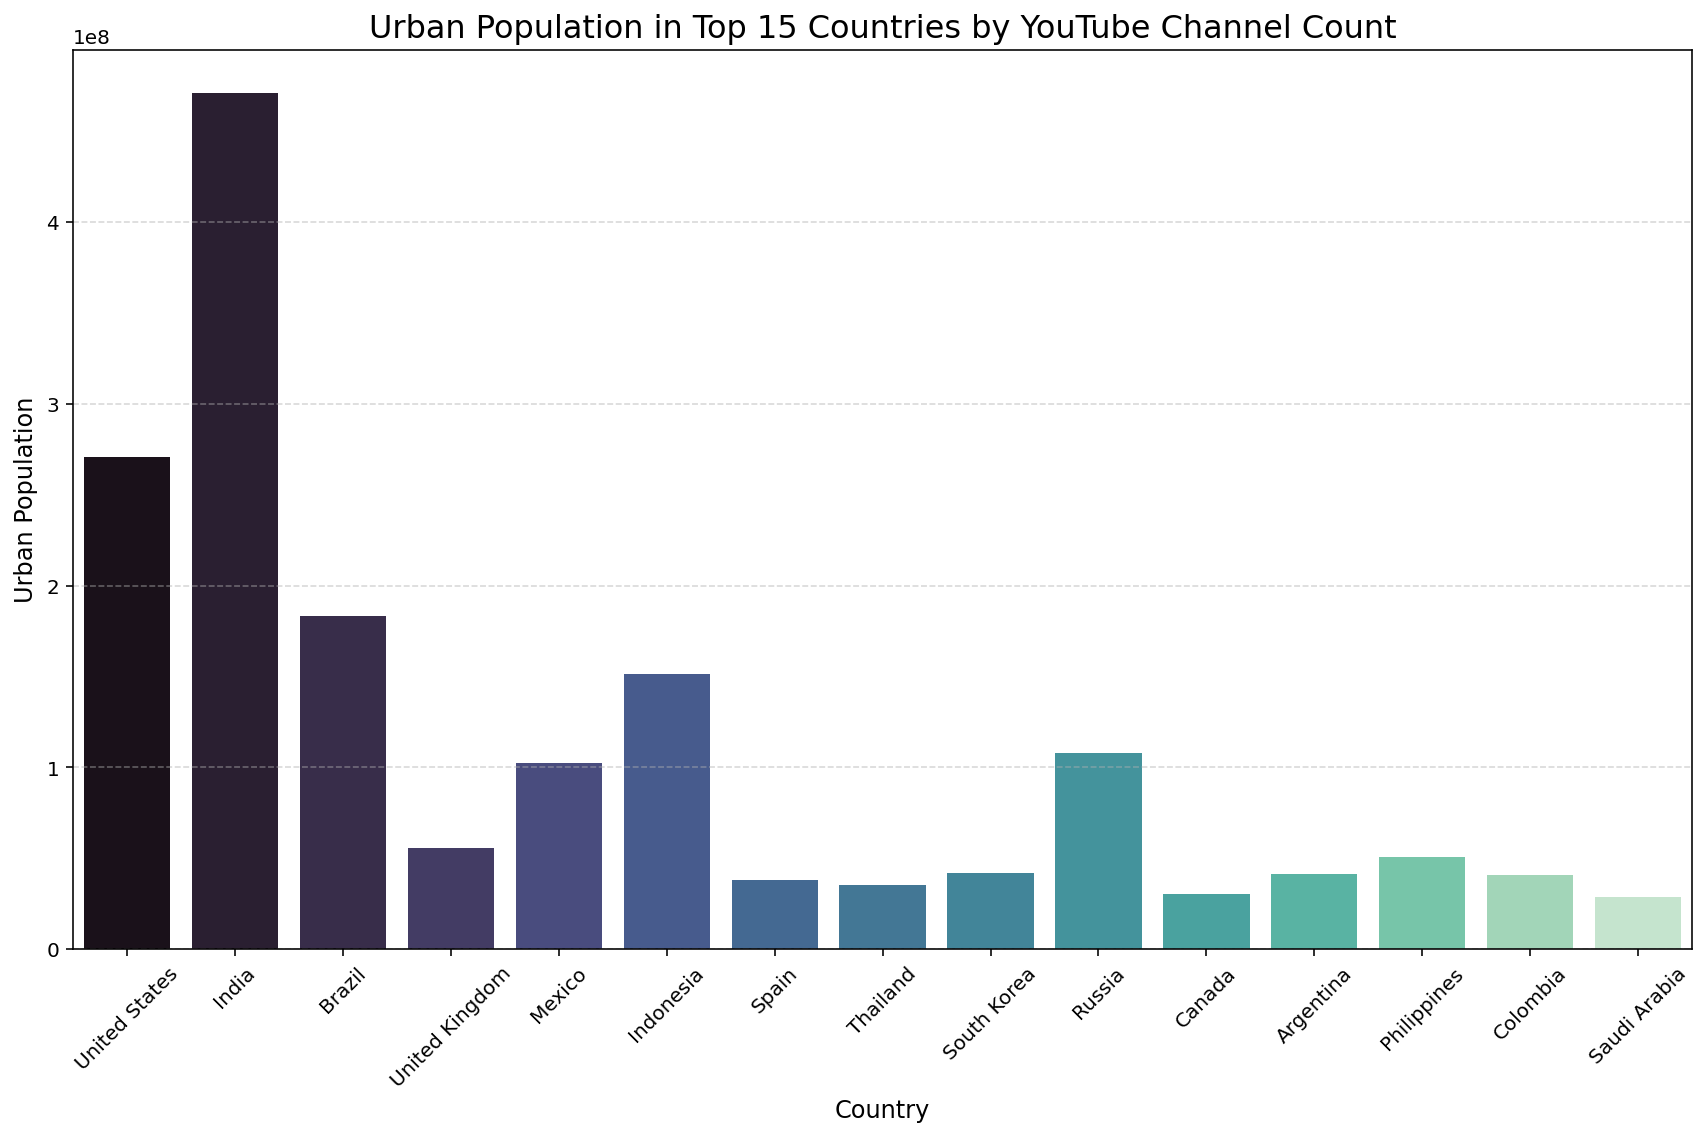 Urban Population in Top 15 Countries by YouTube Channel Count
1e8
Urban Population
4
3
2
1
0
United States
India
Brazil
United Kingdom
Mexico
Indonesia
Spain
Thailand
South Korea
Russia
Canada
Argentina
Philippines
Colombia
Saudi Arabia
Country